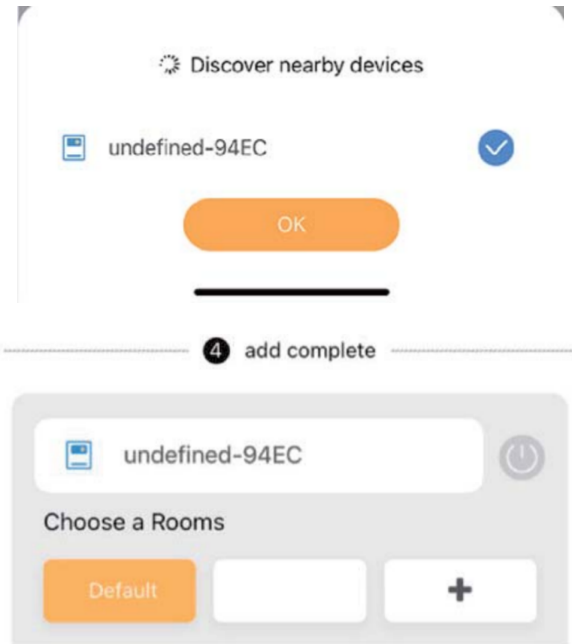 Discover nearby devices
undefined-94EC
OK
4 add complete
undefined-94EC
Choose a Rooms
Default
+